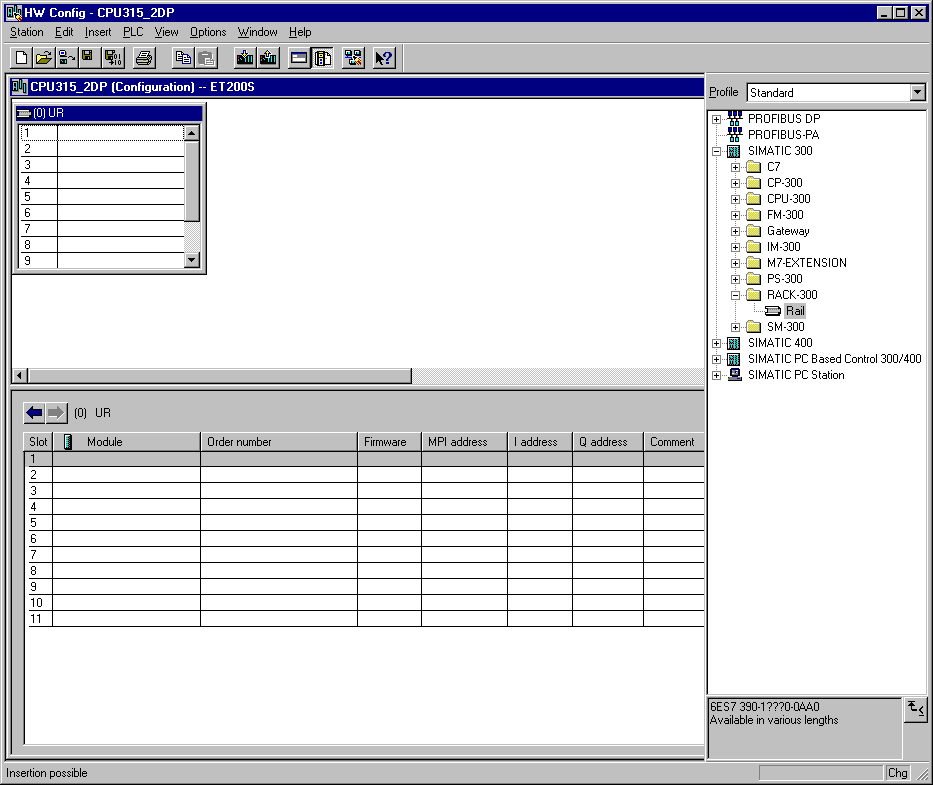 HW Config - CPU315_2DP
Station Edit Insert PLC View Options Window Help
CPU315_2DP (Configuration) -- ET200S
(0) UR
1
2
3
4
5
6
7
8
9
(0) UR
Slot Module Order number Firmware MPI address I address Q address Comment
1
2
3
4
5
6
7
8
9
10
11
Profile Standard
PROFIBUS DP
PROFIBUS-PA
SIMATIC 300
C7
CP-300
CPU-300
FM-300
Gateway
IM-300
M7-EXTENSION
PS-300
RACK-300
Rail
SM-300
SIMATIC 400
SIMATIC PC Based Control 300/400
SIMATIC PC Station
6ES7 390-1???0-0AA0
Available in various lengths
Insertion possible
Chg